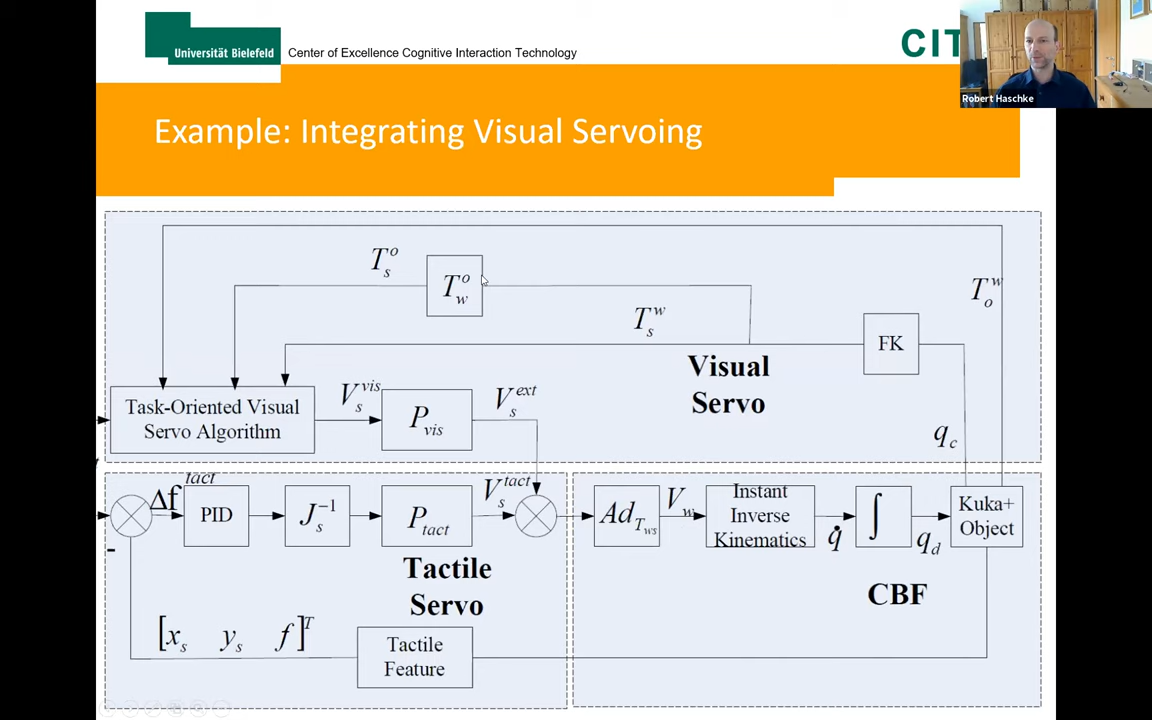 Universität Bielefeld
Center of Excellence Cognitive Interaction Technology
CIT
Robert Haschke
Example: Integrating Visual Servoing
T_s^o
T_w^o
T_o^w
T_s^w
FK
Visual
Servo
Task-Oriented Visual
Servo Algorithm
V_s^vis
P_vis
V_s^ext
q_c
Δf^tact
PID
J_s^-1
P_tact
V_s^tact
Ad_Tws
V_w
Instant
Inverse
Kinematics
q̇
∫
q_d
Kuka+
Object
-
Tactile
Servo
CBF
[x_s y_s f]^T
Tactile
Feature